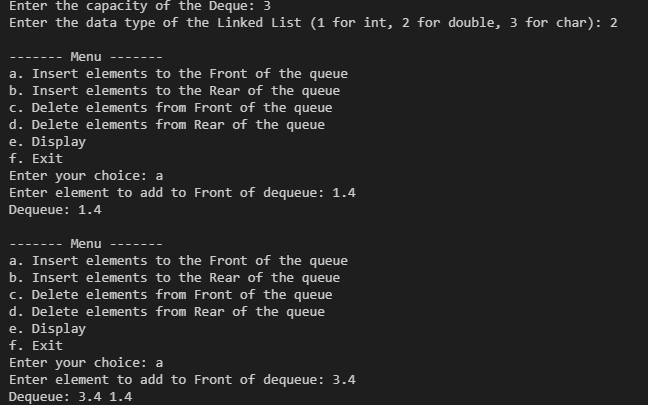 Enter the capacity of the Deque: 3
Enter the data type of the Linked List (1 for int, 2 for double, 3 for char): 2
------- Menu -------
a. Insert elements to the Front of the queue
b. Insert elements to the Rear of the queue
c. Delete elements from Front of the queue
d. Delete elements from Rear of the queue
e. Display
f. Exit
Enter your choice: a
Enter element to add to Front of dequeue: 1.4
Dequeue: 1.4
------- Menu -------
a. Insert elements to the Front of the queue
b. Insert elements to the Rear of the queue
c. Delete elements from Front of the queue
d. Delete elements from Rear of the queue
e. Display
f. Exit
Enter your choice: a
Enter element to add to Front of dequeue: 3.4
Dequeue: 3.4 1.4